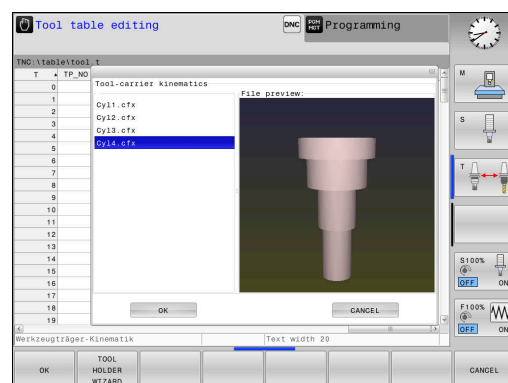 Tool table editing
DNC
PGM
MGT
Programming
TNC:\table\tool.t
T TP_NO
0
1
2
3
4
5
6
7
8
9
10
11
12
13
14
15
16
17
18
19
Tool-carrier kinematics
File preview:
Cyl1.cfx
Cyl2.cfx
Cyl3.cfx
Cyl4.cfx
OK
CANCEL
Werkzeugträger-Kinematik
Text width 20
M
S
T
S100%
OFF ON
F100%
OFF ON
OK
TOOL
HOLDER
WIZARD
CANCEL